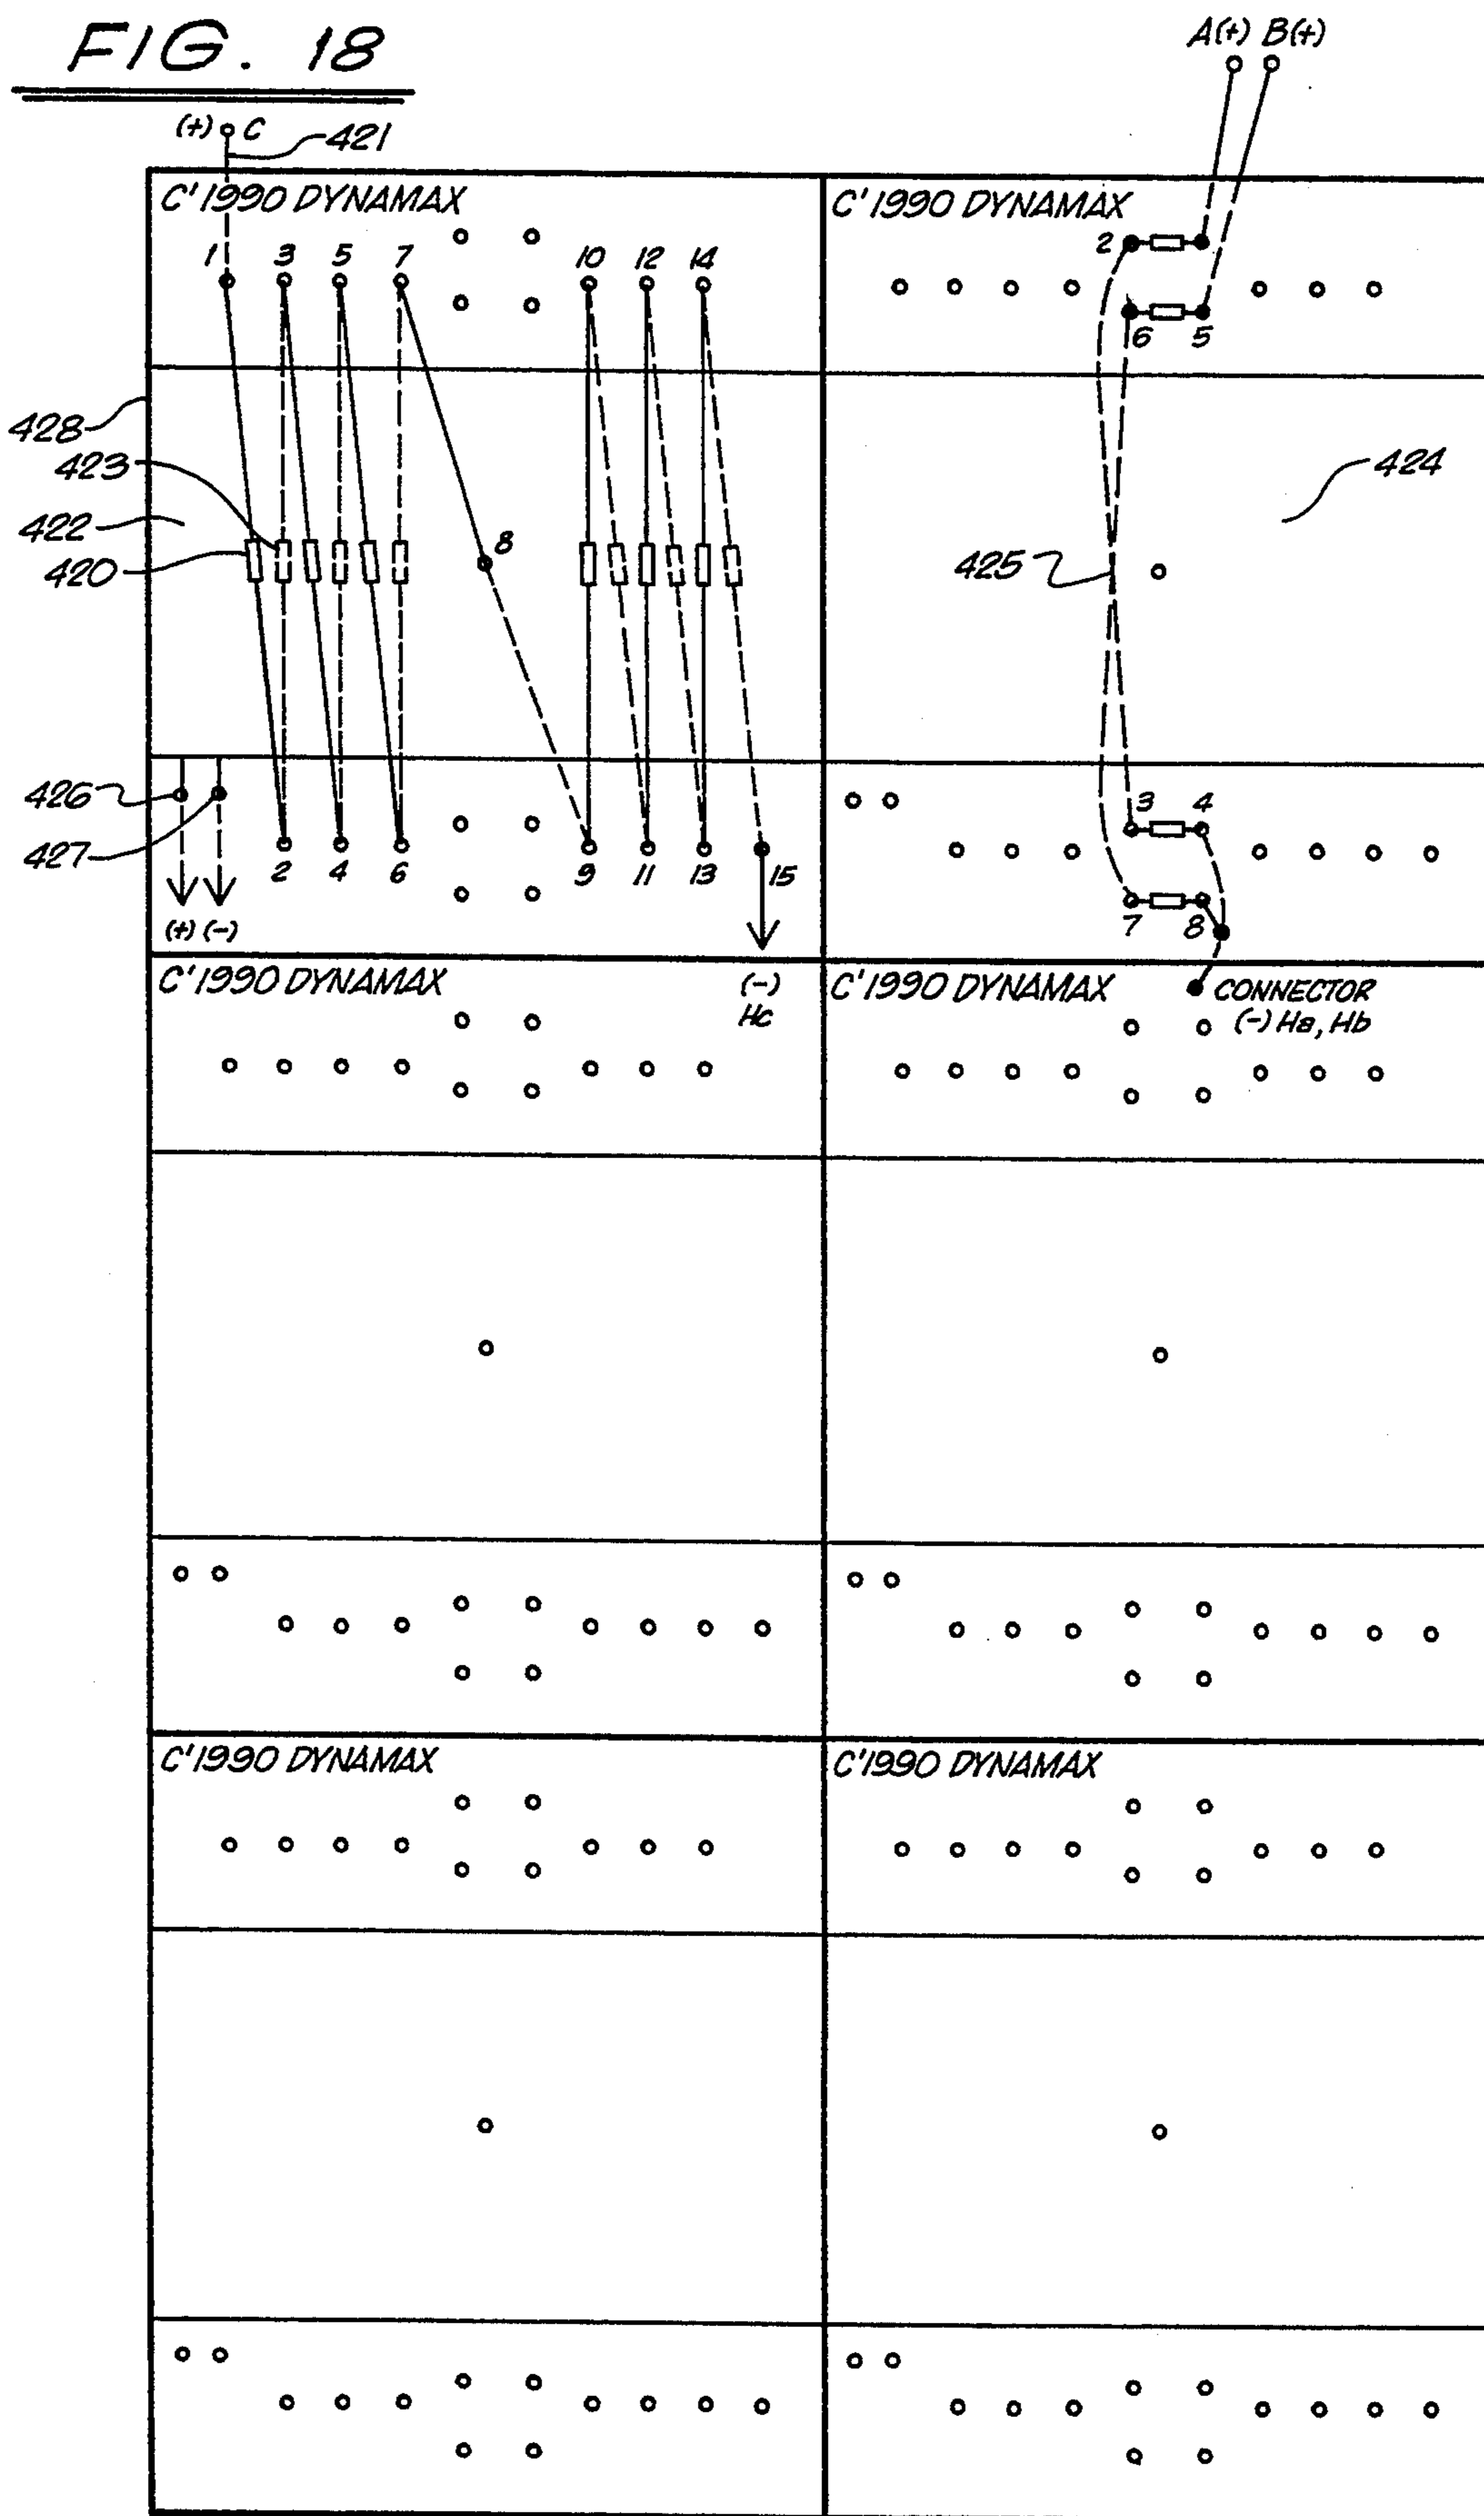 FIG. 18
A(+) B(+)
(+) C 421
C'1990 DYNAMAX
C'1990 DYNAMAX
1 3 5 7 10 12 14
2
6 5
428
423
422
420
8
424
425
426
427
2 4 6 9 11 13 15
3 4
7 8
(+) (-)
(-)
Hc
C'1990 DYNAMAX
C'1990 DYNAMAX
CONNECTOR
(-) Ha, Hb
C'1990 DYNAMAX
C'1990 DYNAMAX